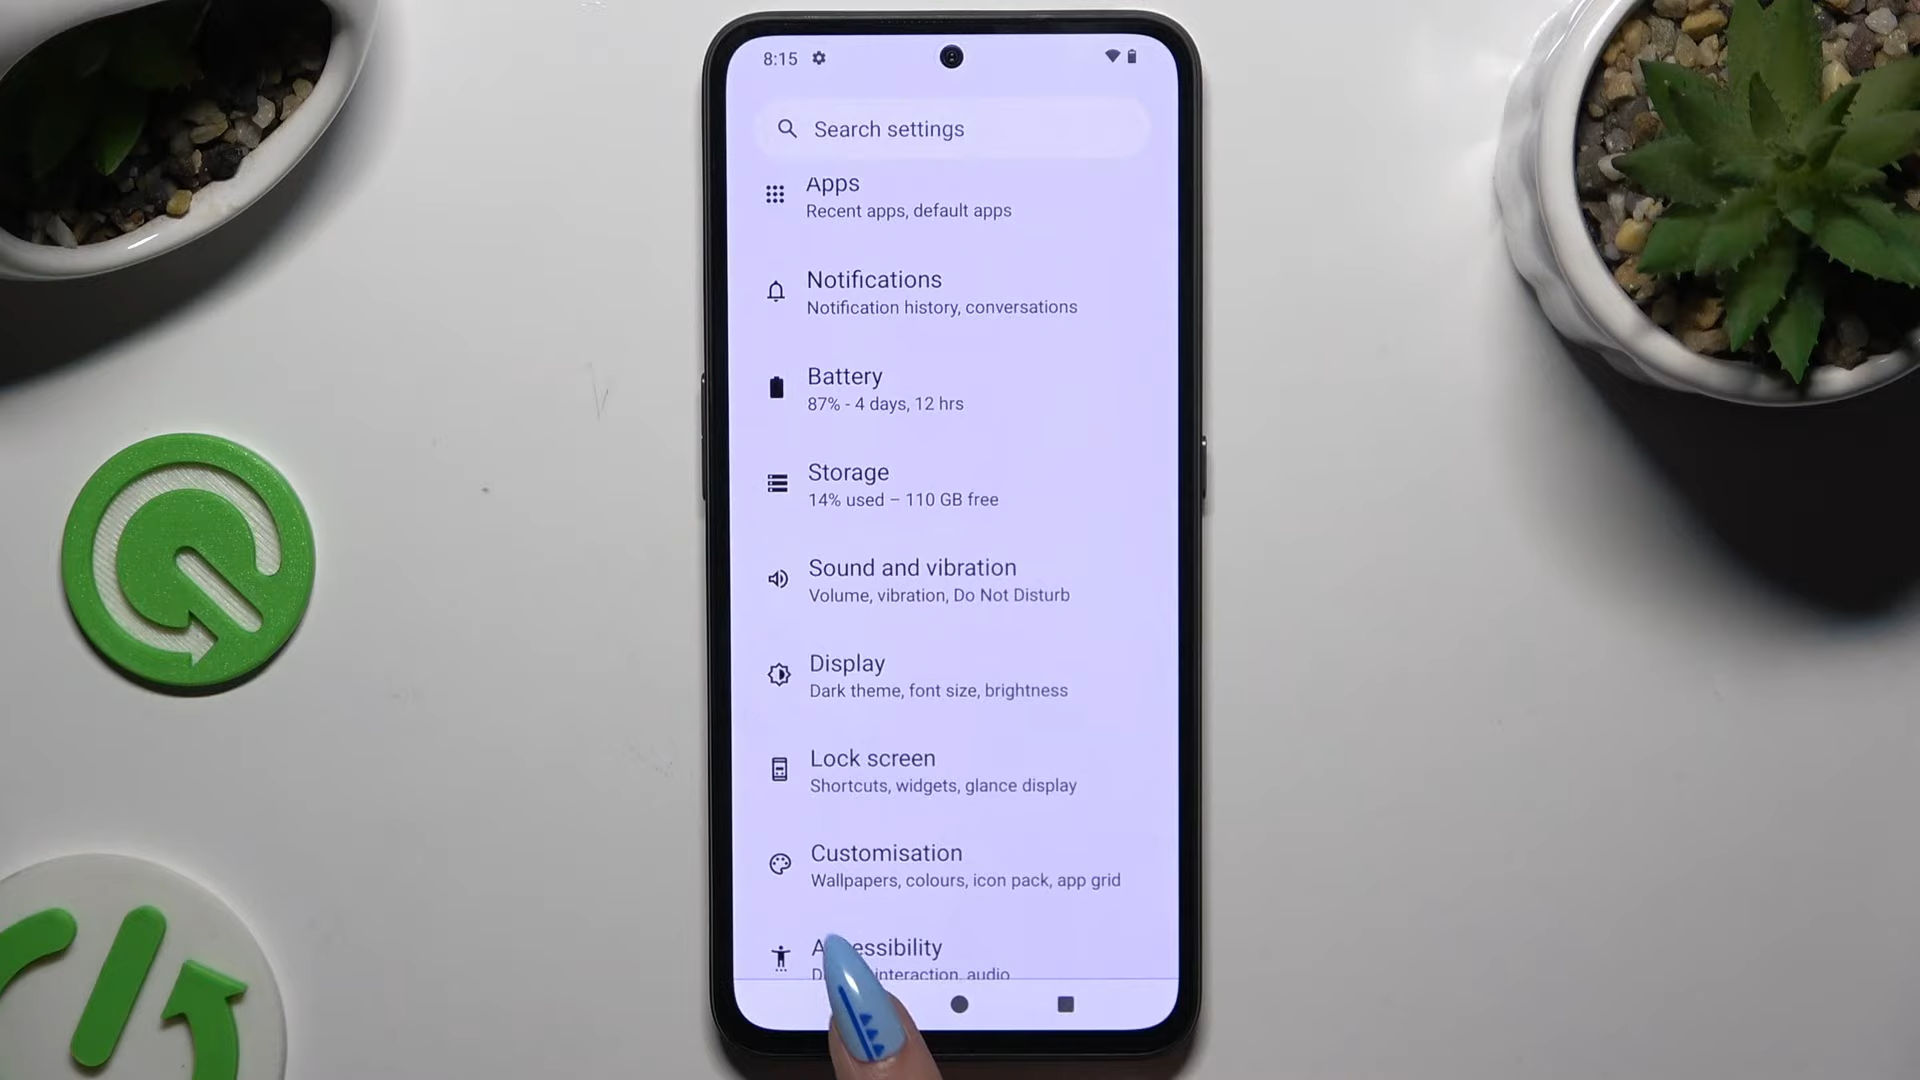 8:15
Search settings
Apps
Recent apps, default apps
Notifications
Notification history, conversations
Battery
87% - 4 days, 12 hrs
Storage
14% used – 110 GB free
Sound and vibration
Volume, vibration, Do Not Disturb
Display
Dark theme, font size, brightness
Lock screen
Shortcuts, widgets, glance display
Customisation
Wallpapers, colours, icon pack, app grid
interaction, audio